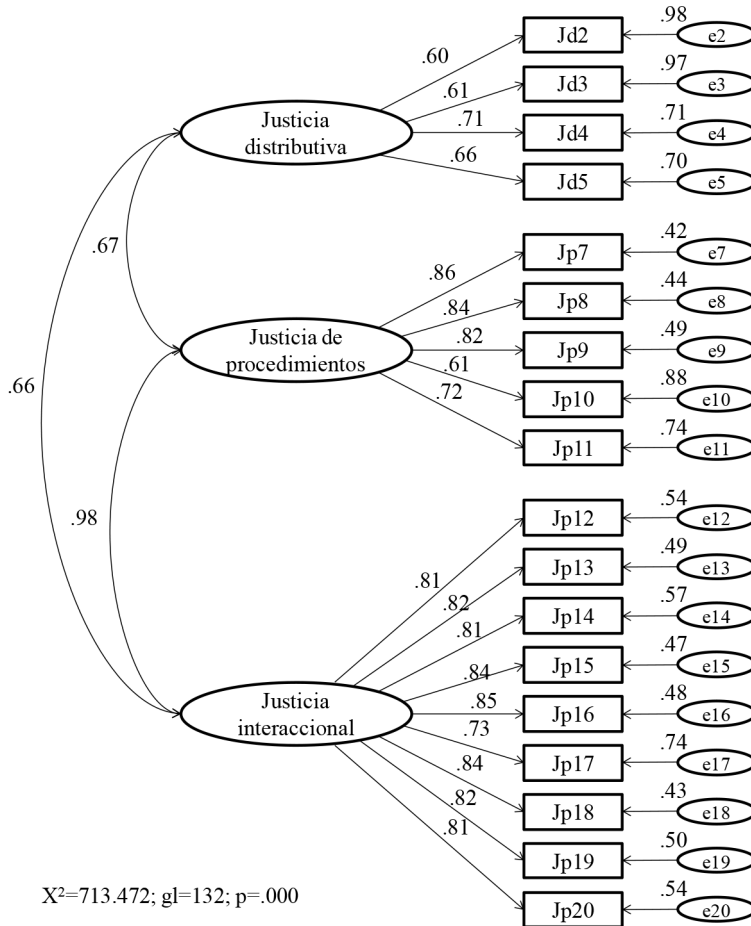 .98
Jd2
e2
.60
.97
Jd3
e3
.61
Justicia
distributiva
.71
.71
Jd4
e4
.66
.70
Jd5
e5
.67
.42
Jp7
e7
.86
.44
Jp8
e8
.84
Justicia de
procedimientos
.82
.49
Jp9
e9
.61
.88
Jp10
e10
.72
.74
Jp11
e11
.66
.98
.54
Jp12
e12
.81
.49
Jp13
e13
.82
.57
Jp14
e14
.81
.47
Jp15
e15
.84
Justicia
interaccional
.85
.48
Jp16
e16
.73
.74
Jp17
e17
.84
.43
Jp18
e18
.82
.50
Jp19
e19
.81
.54
Jp20
e20
X²=713.472; gl=132; p=.000